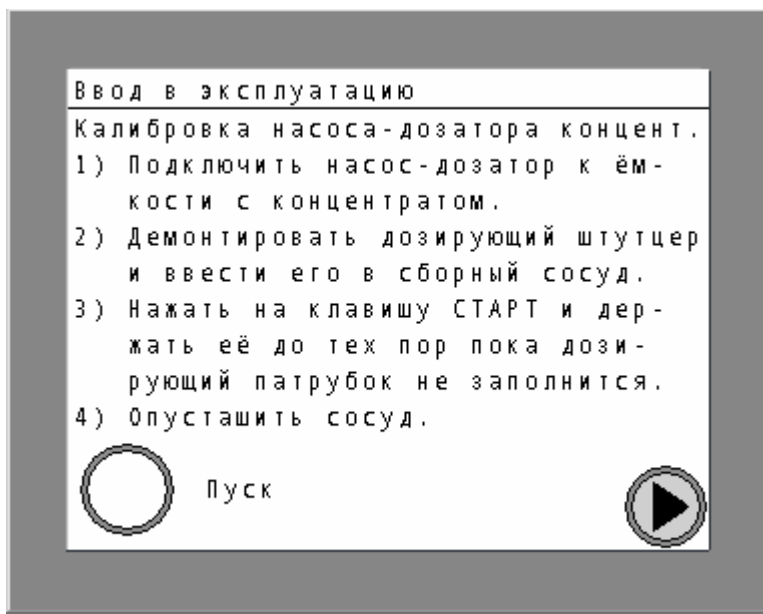 Ввод в эксплуатацию
Калибровка насоса-дозатора концент.
1) Подключить насос-дозатор к ём-
кости с концентратом.
2) Демонтировать дозирующий штутцер
и ввести его в сборный сосуд.
3) Нажать на клавишу СТАРТ и дер-
жать её до тех пор пока дози-
рующий патрубок не заполнится.
4) Опусташить сосуд.
Пуск